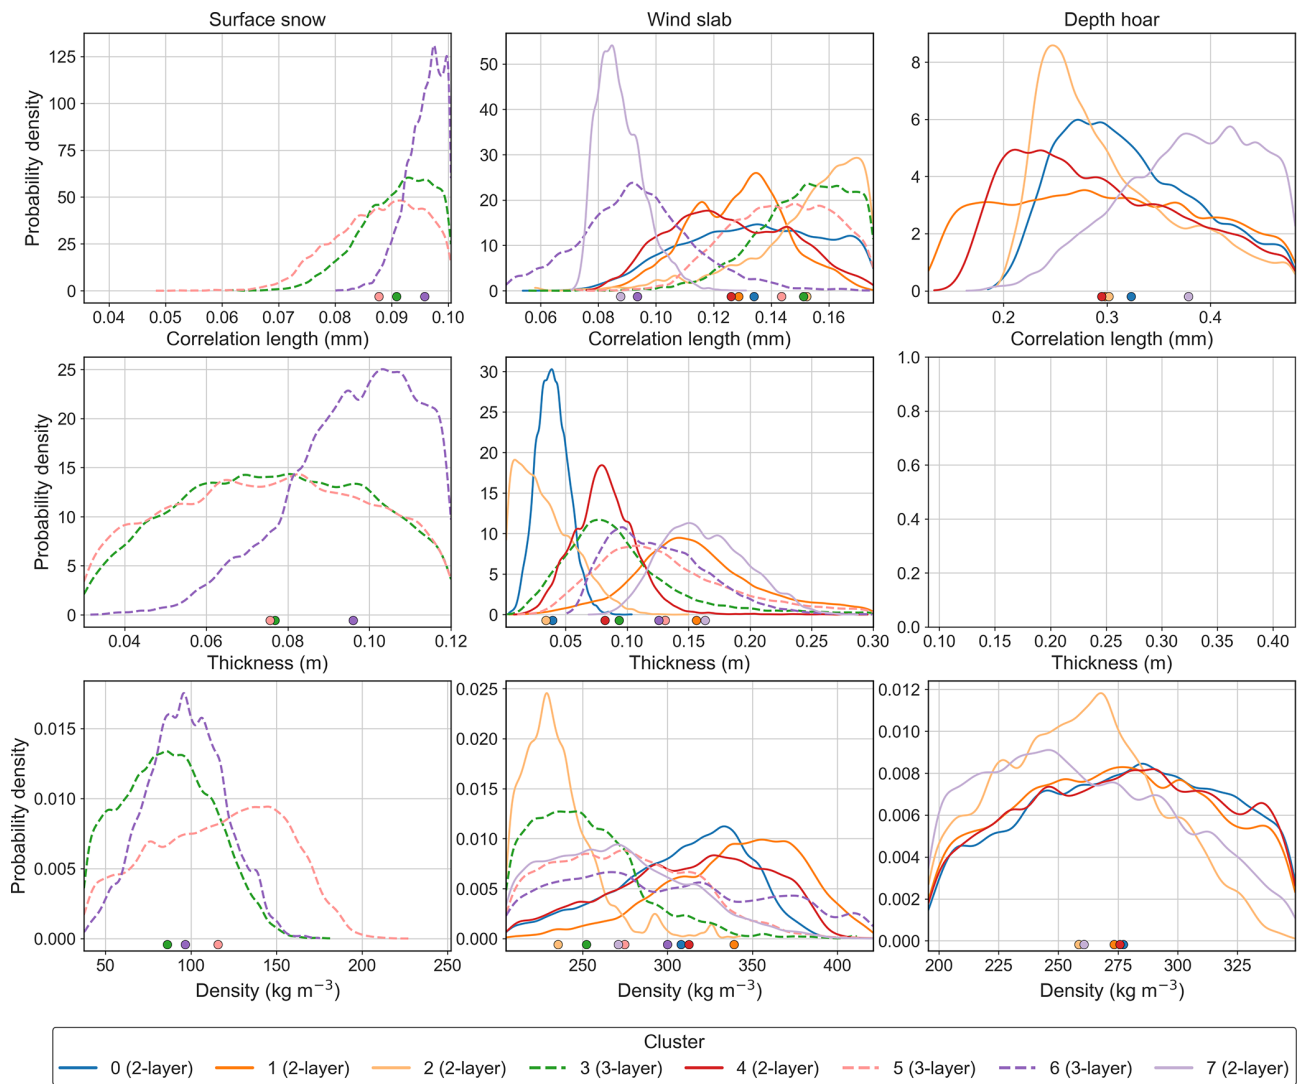 Surface snow
Wind slab
Depth hoar
Probability density
125
100
75
50
25
0
0.04 0.05 0.06 0.07 0.08 0.09 0.10
Correlation length (mm)
50
40
30
20
10
0
0.06 0.08 0.10 0.12 0.14 0.16
Correlation length (mm)
8
6
4
2
0
0.2 0.3 0.4
Correlation length (mm)
Probability density
25
20
15
10
5
0
0.04 0.06 0.08 0.10 0.12
Thickness (m)
30
25
20
15
10
5
0
0.05 0.10 0.15 0.20 0.25 0.30
Thickness (m)
1.0
0.8
0.6
0.4
0.2
0.0
0.10 0.15 0.20 0.25 0.30 0.35 0.40
Thickness (m)
Probability density
0.015
0.010
0.005
0.000
50 100 150 200 250
Density (kg m⁻³)
0.025
0.020
0.015
0.010
0.005
0.000
250 300 350 400
Density (kg m⁻³)
0.012
0.010
0.008
0.006
0.004
0.002
0.000
200 225 250 275 300 325
Density (kg m⁻³)
Cluster
0 (2-layer) 1 (2-layer) 2 (2-layer) 3 (3-layer) 4 (2-layer) 5 (3-layer) 6 (3-layer) 7 (2-layer)